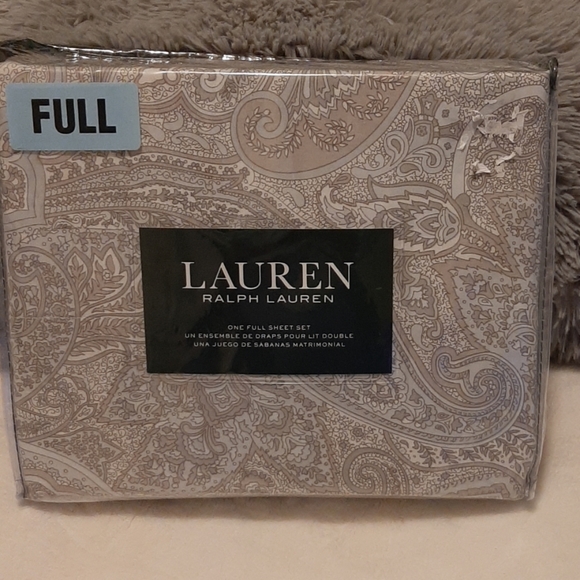 FULL
LAUREN
RALPH LAUREN
ONE FULL SHEET SET
UN ENSEMBLE DE DRAPS POUR LIT DOUBLE
UNA JUEGO DE SABANAS MATRIMONIAL